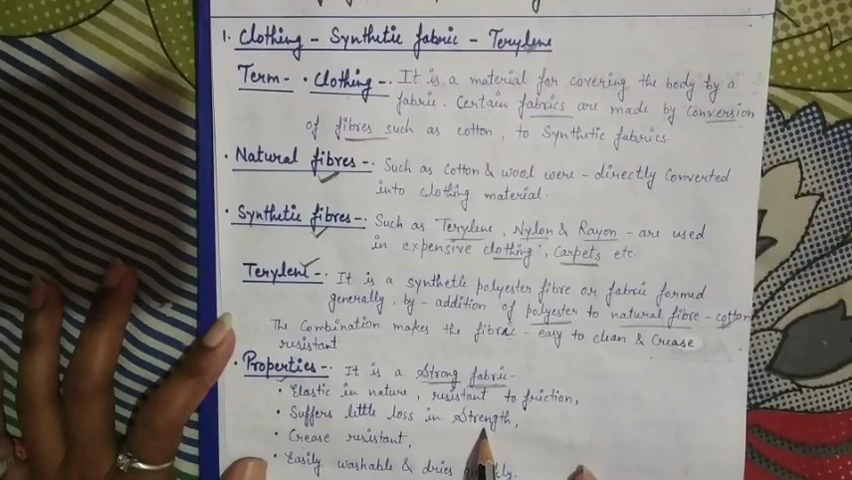 1. Clothing - Synthetic fabric - Terylene
Term - • Clothing -. It is a material for covering the body by a
fabric. Certain fabrics are made by conversion
of fibres such as cotton, to Synthetic fabrics.
• Natural fibres -. Such as cotton & wool were - directly converted
into clothing material.
• Synthetic fibres -. Such as Terylene, Nylon & Rayon - are used
in expensive clothing, carpets etc.
Terylene -. It is a synthetic polyester fibre or fabric formed
generally, by - addition of polyester to natural fibre - cotton
The Combination makes the fibric - easy to clean & Crease
resistant
• Properties -. It is a Strong fabric -
• Elastic in nature, resistant to friction,
• Suffers little loss in Strength,
• Crease resistant,
• Easily washable & dries